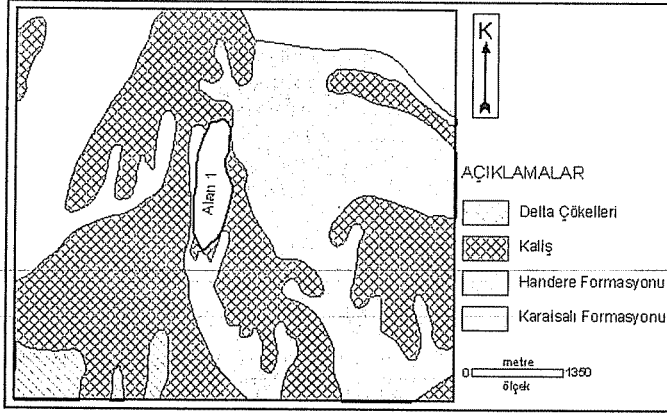 K
Alan 1
AÇIKLAMALAR
Delta Çökelleri
Kaliş
Handere Formasyonu
Karaisalı Formasyonu
metre
0 1350
ölçek